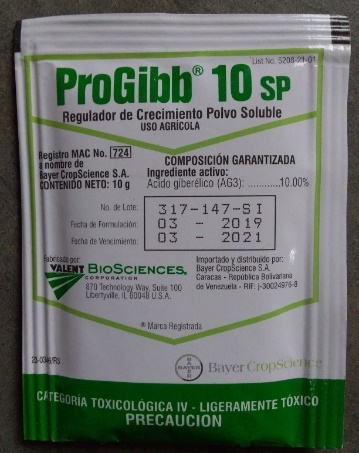 List No. 5208-21-01
ProGibb® 10 SP
Regulador de Crecimiento Polvo Soluble
USO AGRÍCOLA
Registro MAC No. 724
a nombre de
Bayer CropScience S.A.
CONTENIDO NETO: 10 g
COMPOSICIÓN GARANTIZADA
Ingrediente activo:
Acido giberélico (AG3): ............10.00%
No. de Lote: 317-147-SI
Fecha de Formulación: 03 - 2019
Fecha de Vencimiento: 03 - 2021
Fabricado por:
VALENT BIOSCIENCES®
CORPORATION
870 Technology Way, Suite 100
Libertyville, IL 60048 U.S.A.
Importado y distribuido por:
Bayer CropScience S.A.
Caracas - República Bolivariana
de Venezuela - RIF: J-30024976-8
® Marca Registrada
BAYER
Bayer CropScience
CATEGORÍA TOXICOLÓGICA IV - LIGERAMENTE TÓXICO
PRECAUCION